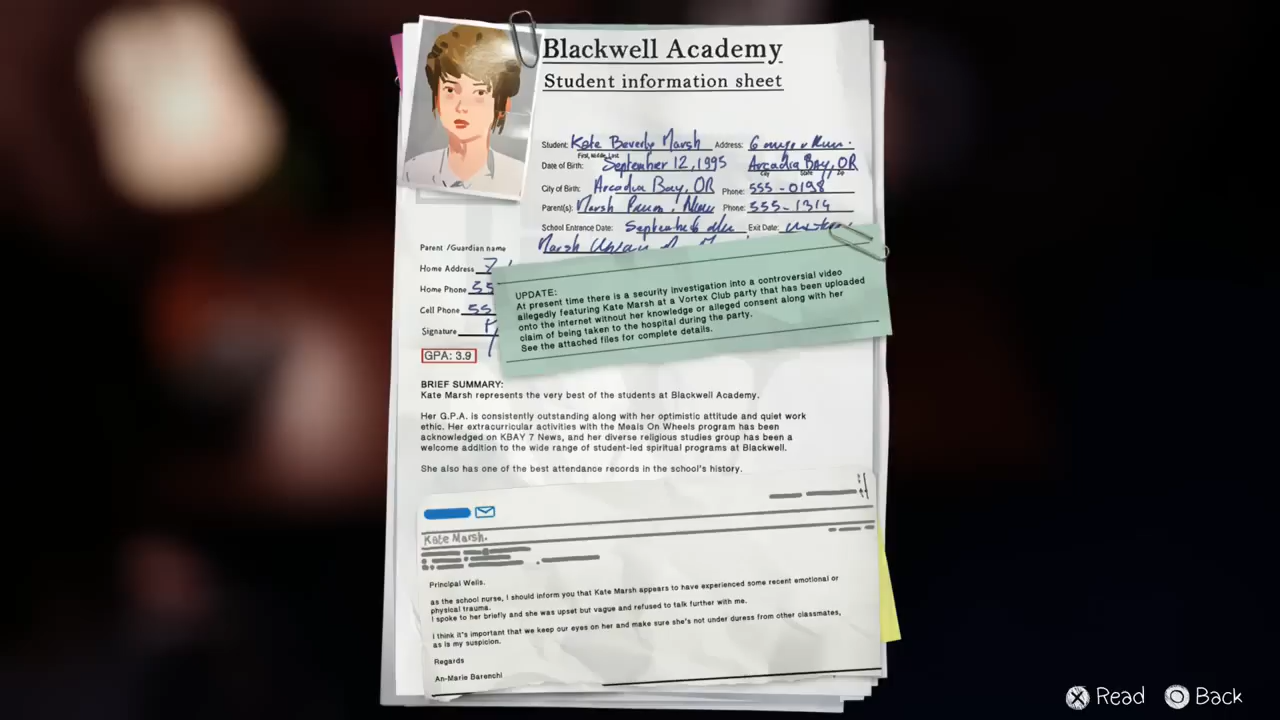 Blackwell Academy
Student information sheet
Student: Kate Beverly Marsh Address:
First, Middle, Last
Date of Birth: September 12, 1995 Arcadia Bay, OR
City State Zip
City of Birth: Arcadia Bay, OR Phone: 555-0198
Parent(s): Marsh Phone: 555-1314
School Entrance Date: Exit Date:
Marsh
Parent /Guardian name
Home Address
Home Phone
Cell Phone
Signature
GPA: 3.9
UPDATE:
At present time there is a security investigation into a controversial video
allegedly featuring Kate Marsh at a Vortex Club party that has been uploaded
onto the internet without her knowledge or alleged consent along with her
claim of being taken to the hospital during the party.
See the attached files for complete details.
BRIEF SUMMARY:
Kate Marsh represents the very best of the students at Blackwell Academy.
Her G.P.A. is consistently outstanding along with her optimistic attitude and quiet work
ethic. Her extracurricular activities with the Meals On Wheels program has been
acknowledged on KBAY 7 News, and her diverse religious studies group has been a
welcome addition to the wide range of student-led spiritual programs at Blackwell.
She also has one of the best attendance records in the school's history.
Kate Marsh.
Principal Wells.
as the school nurse, I should inform you that Kate Marsh appears to have experienced some recent emotional or
physical trauma.
I spoke to her briefly and she was upset but vague and refused to talk further with me.
I think it's important that we keep our eyes on her and make sure she's not under duress from other classmates,
as is my suspicion.
Regards
An-Marie Barenchi
Read Back